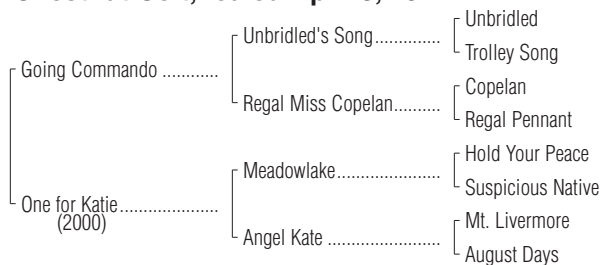 Unbridled
Unbridled's Song
Trolley Song
Going Commando
Copelan
Regal Miss Copelan
Regal Pennant
Hold Your Peace
Meadowlake
Suspicious Native
One for Katie
(2000)
Mt. Livermore
Angel Kate
August Days